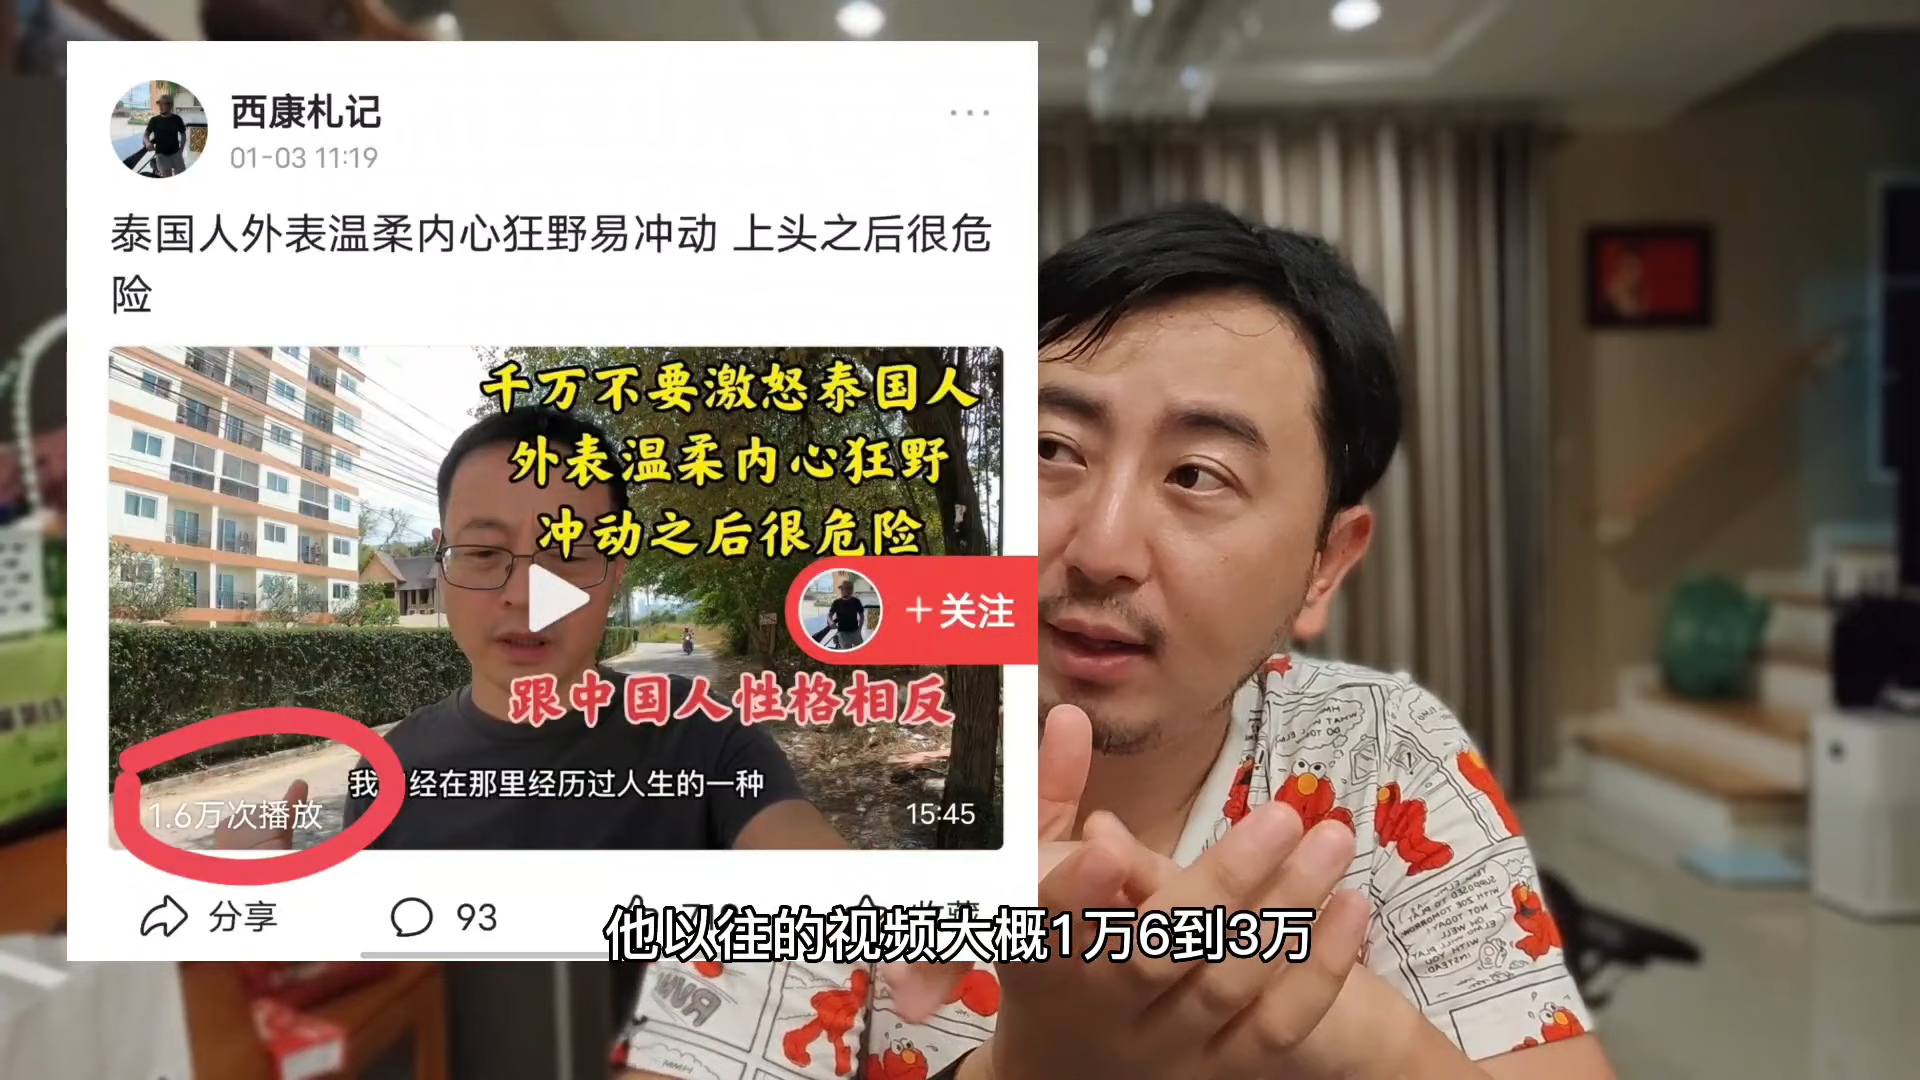 西康札记
01-03 11:19
泰国人外表温柔内心狂野易冲动 上头之后很危
险
千万不要激怒泰国人
外表温柔内心狂野
冲动之后很危险
+关注
跟中国人性格相反
经在那里经历过人生的一种
1.6万次播放
15:45
分享
93
他以往的视频大概1万6到3万